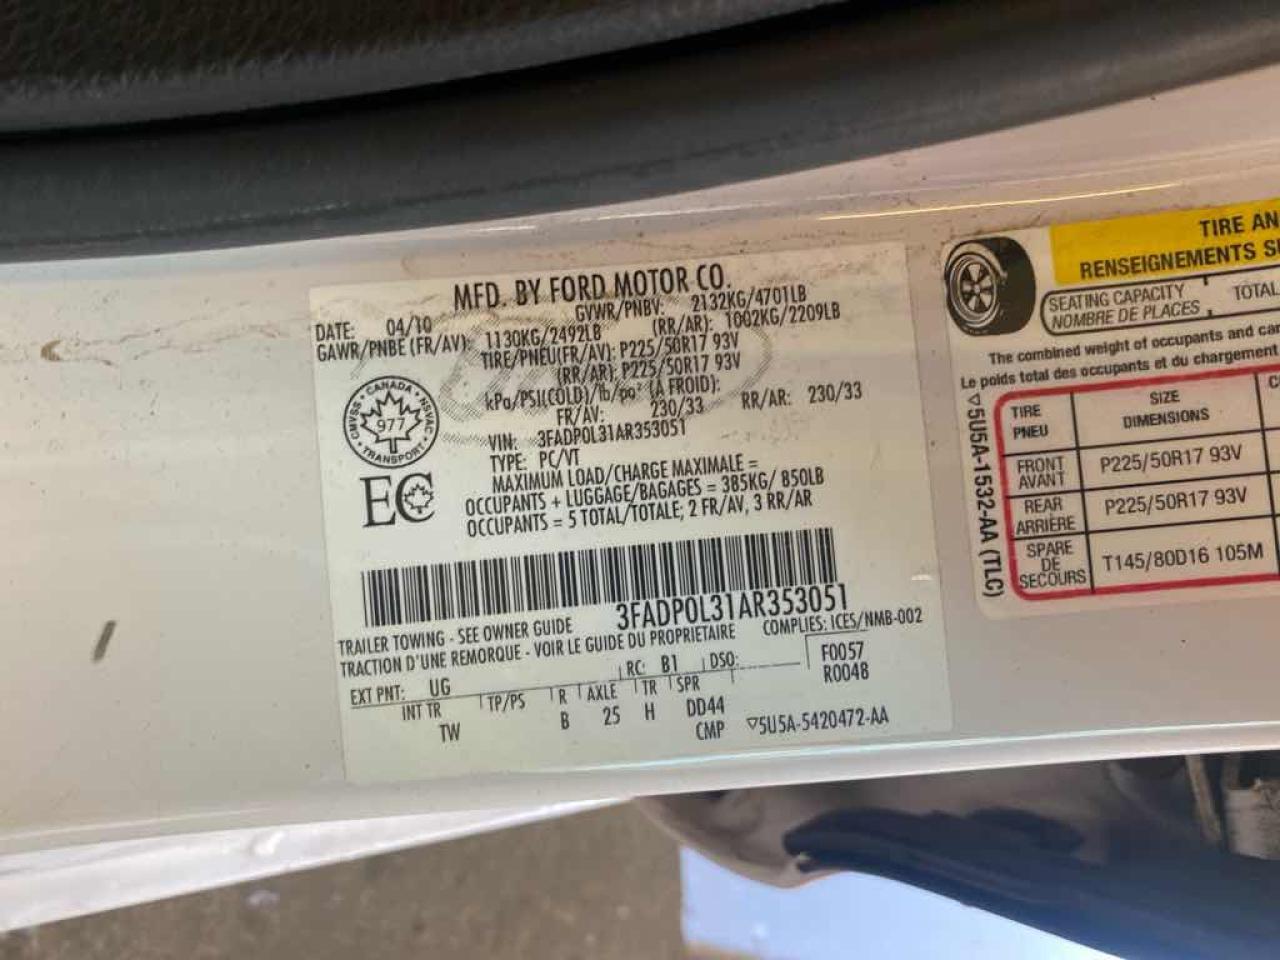 MFD. BY FORD MOTOR CO.
DATE: 04/10 GVWR/PNBV: 2132KG/4701LB
GAWR/PNBE (FR/AV): 1130KG/2492LB (RR/AR): 1002KG/2209LB
TIRE/PNEU(FR/AV): P225/50R17 93V
(RR/AR): P225/50R17 93V
kPa/PSI(COLD)/lb/po² (À FROID):
FR/AV: 230/33 RR/AR: 230/33
VIN: 3FADP0L31AR353051
TYPE: PC/VT
MAXIMUM LOAD/CHARGE MAXIMALE =
OCCUPANTS + LUGGAGE/BAGAGES = 385KG/ 850LB
OCCUPANTS = 5 TOTAL/TOTALE; 2 FR/AV, 3 RR/AR
CANADA
CMVSS NSVAC
977
TRANSPORT
EC
3FADP0L31AR353051
TRAILER TOWING - SEE OWNER GUIDE COMPLIES: ICES/NMB-002
TRACTION D'UNE REMORQUE - VOIR LE GUIDE DU PROPRIETAIRE
EXT PNT: UG RC: B1 DSO: F0057
INT TR TP/PS R AXLE TR SPR R0048
TW B 25 H DD44
CMP ▽5U5A-5420472-AA
TIRE AN
RENSEIGNEMENTS S
SEATING CAPACITY TOTAL
NOMBRE DE PLACES
The combined weight of occupants and car
Le poids total des occupants et du chargement
▽5U5A-1532-AA (TLC)
TIRE SIZE
PNEU DIMENSIONS
FRONT P225/50R17 93V
AVANT
REAR P225/50R17 93V
ARRIÈRE
SPARE T145/80D16 105M
DE
SECOURS